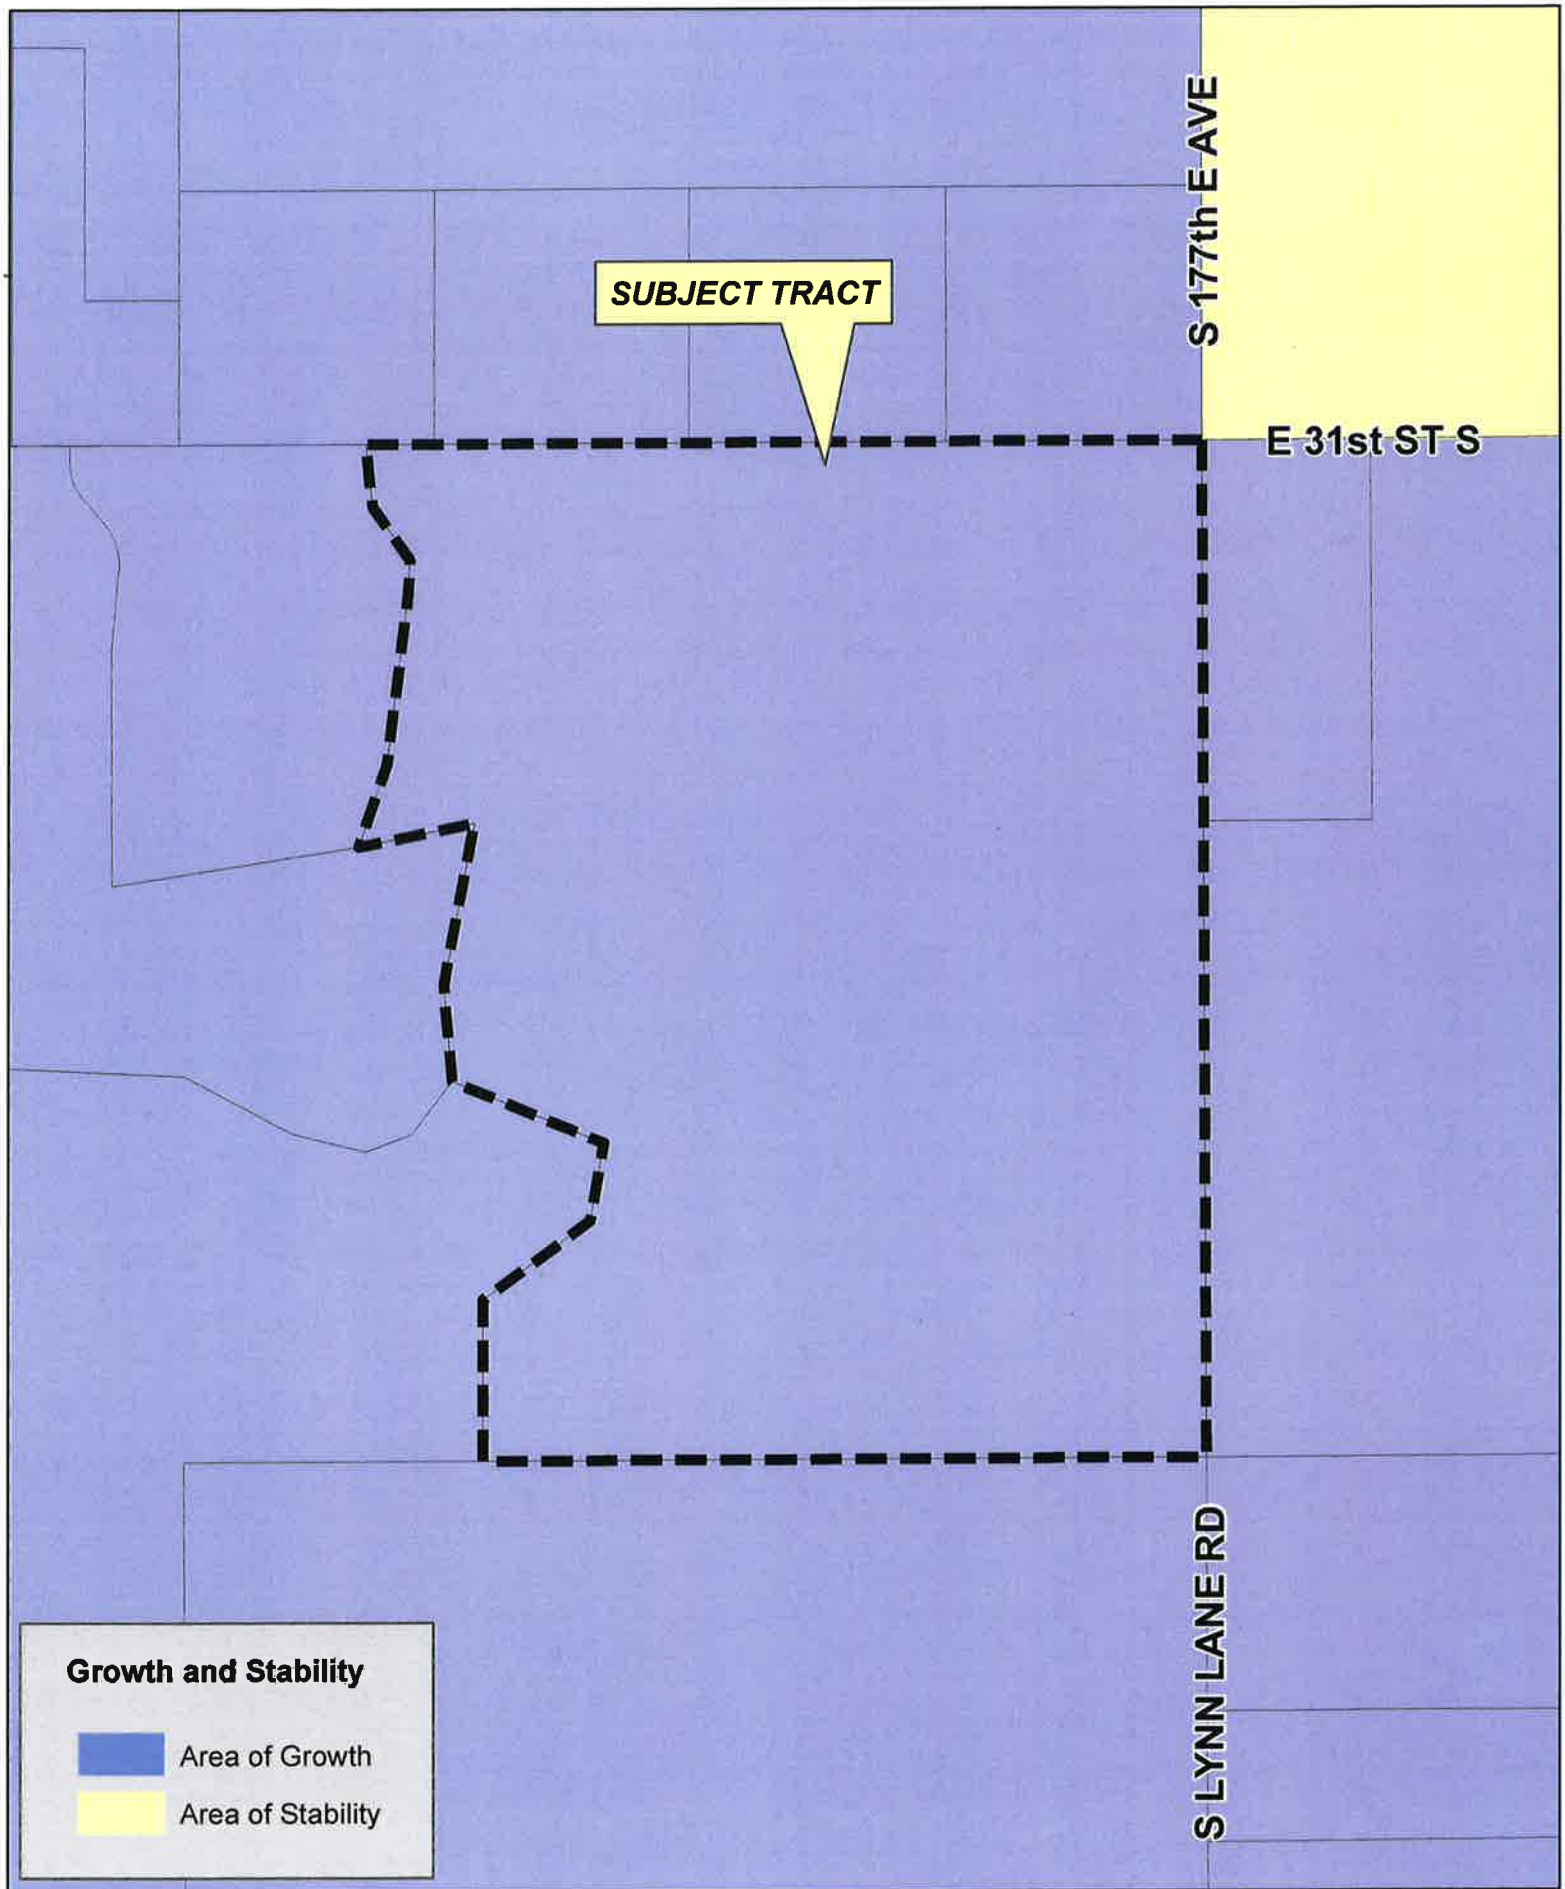 S 177th E AVE
SUBJECT TRACT
E 31st ST S
S LYNN LANE RD
Growth and Stability
Area of Growth
Area of Stability